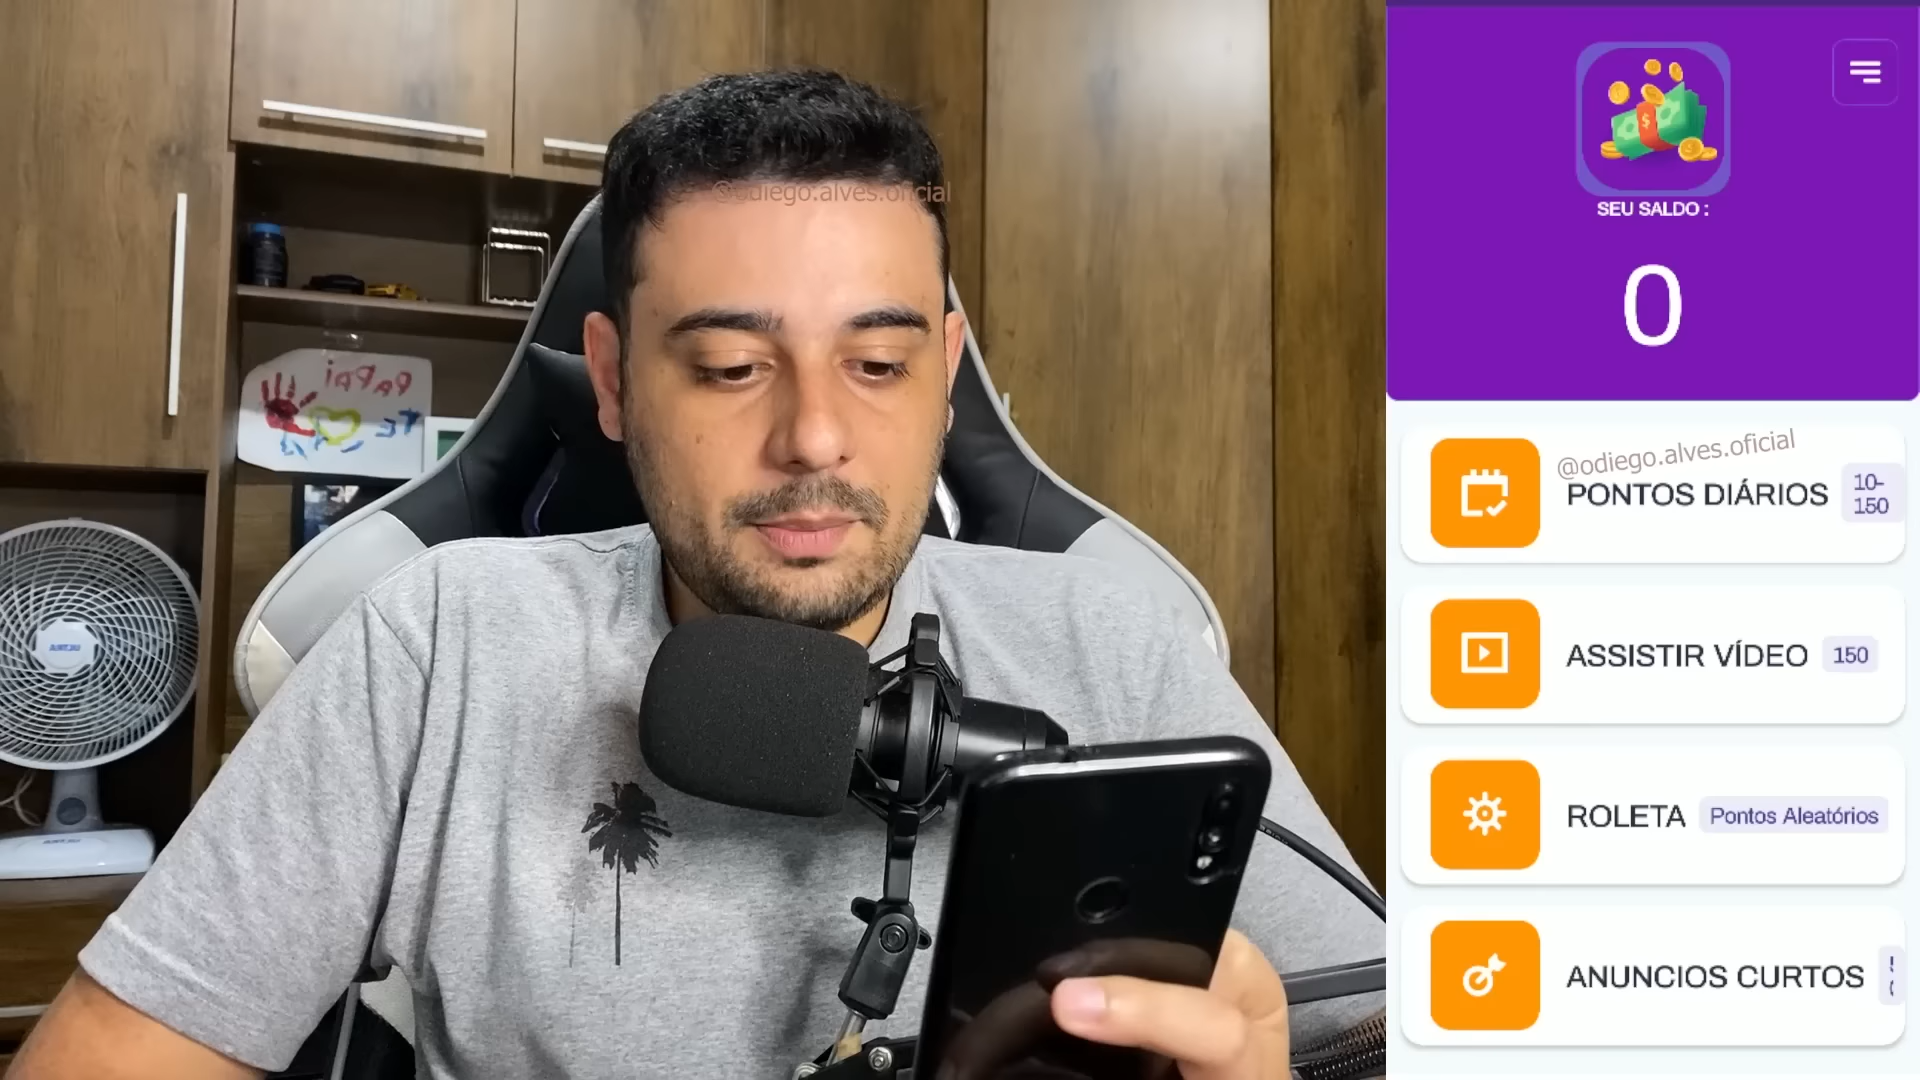 @odiego.alves.oficial
PAPAI
TE
SEU SALDO :
0
@odiego.alves.oficial
PONTOS DIÁRIOS
10-
150
ASSISTIR VÍDEO
150
ROLETA
Pontos Aleatórios
ANUNCIOS CURTOS